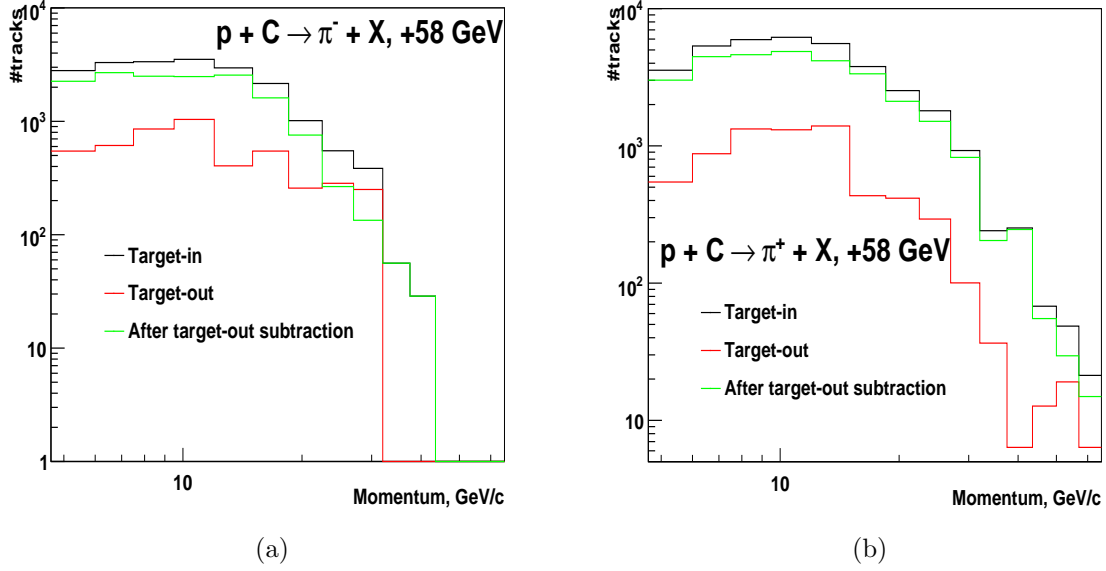 #tracks
10⁴
10³
10²
10
1
p + C → π⁻ + X, +58 GeV
Target-in
Target-out
After target-out subtraction
10
Momentum, GeV/c
(a)
#tracks
10⁴
10³
10²
10
p + C → π⁺ + X, +58 GeV
Target-in
Target-out
After target-out subtraction
10
Momentum, GeV/c
(b)